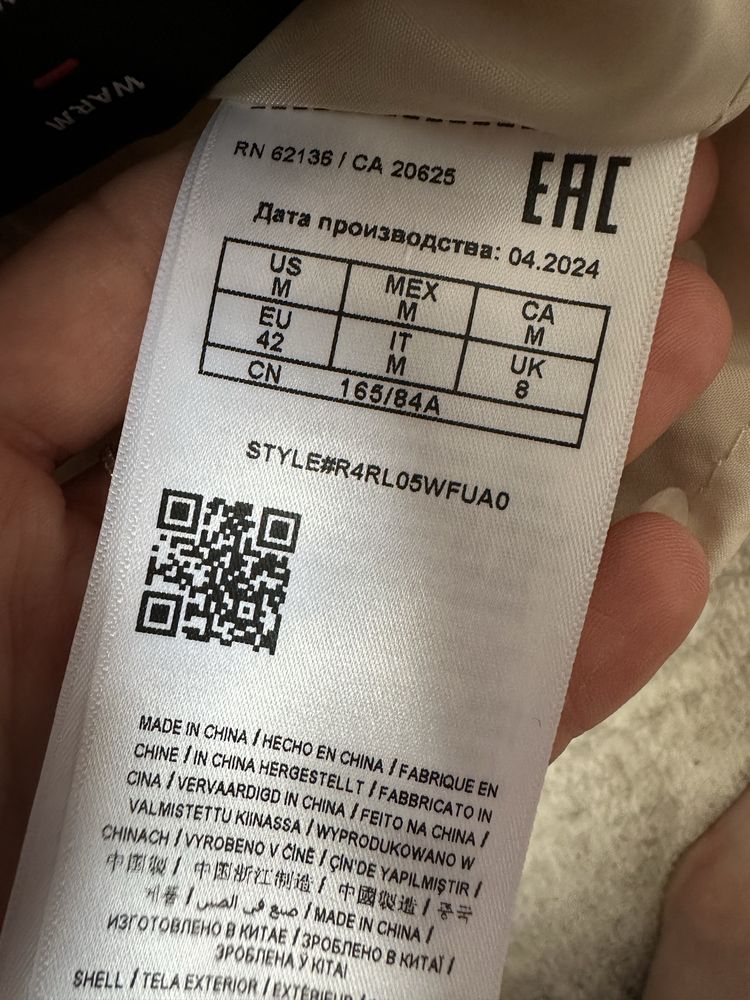 WARM
RN 62136 / CA 20625
EAC
Дата производства: 04.2024
US MEX CA
M M M
EU IT UK
42 M 8
CN 165/84A
STYLE#R4RL05WFUA0
MADE IN CHINA / HECHO EN CHINA / FABRIQUE EN
CHINE / IN CHINA HERGESTELLT / FABBRICATO IN
CINA / VERVAARDIGD IN CHINA / FEITO NA CHINA /
VALMISTETTU KIINASSA / WYPRODUKOWANO W
CHINACH / VYROBENO V ČÍNĚ / ÇİN'DE YAPILMIŞTIR /
中國製 / 中国浙江制造 / 中國製造 / 중국
제품 / صنع في الصين / MADE IN CHINA /
ИЗГОТОВЛЕНО В КИТАЕ / ЗРОБЛЕНО В КИТАЇ /
ЗРОБЛЕНА У КІТАІ
SHELL / TELA EXTERIOR / EXTÉRIEUR /